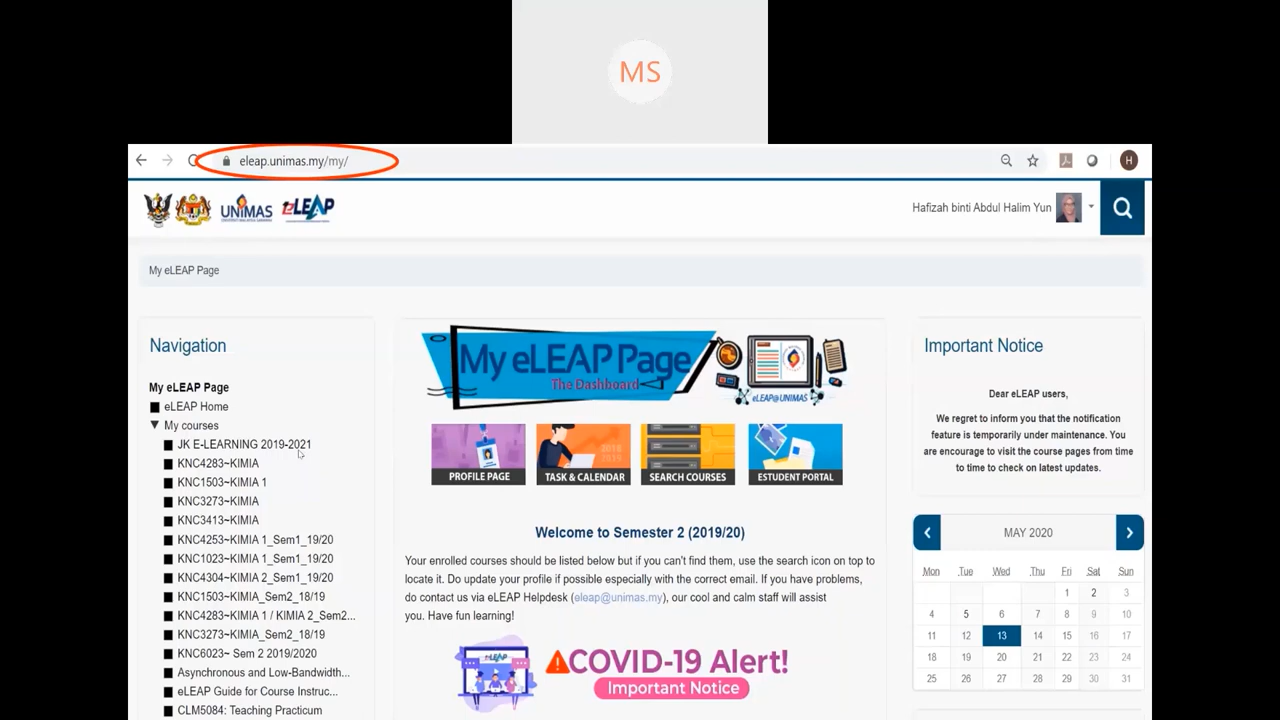 MS
eleap.unimas.my/my/
H
UNIMAS
eLEAP
Hafizah binti Abdul Halim Yun
My eLEAP Page
Navigation
My eLEAP Page
eLEAP Home
My courses
JK E-LEARNING 2019-2021
KNC4283~KIMIA
KNC1503~KIMIA 1
KNC3273~KIMIA
KNC3413~KIMIA
KNC4253~KIMIA 1_Sem1_19/20
KNC1023~KIMIA 1_Sem1_19/20
KNC4304~KIMIA 2_Sem1_19/20
KNC1503~KIMIA_Sem2_18/19
KNC4283~KIMIA 1 / KIMIA 2_Sem2...
KNC3273~KIMIA_Sem2_18/19
KNC6023~ Sem 2 2019/2020
Asynchronous and Low-Bandwidth...
eLEAP Guide for Course Instruc...
CLM5084: Teaching Practicum
My eLEAP Page
The Dashboard
eLEAP@UNIMAS
PROFILE PAGE
TASK & CALENDAR
SEARCH COURSES
ESTUDENT PORTAL
Welcome to Semester 2 (2019/20)
Your enrolled courses should be listed below but if you can't find them, use the search icon on top to
locate it. Do update your profile if possible especially with the correct email. If you have problems,
do contact us via eLEAP Helpdesk (eleap@unimas.my), our cool and calm staff will assist
you. Have fun learning!
eLEAP
COVID-19 Alert!
Important Notice
Important Notice
Dear eLEAP users,
We regret to inform you that the notification
feature is temporarily under maintenance. You
are encourage to visit the course pages from time
to time to check on latest updates.
MAY 2020
Mon Tue Wed Thu Fri Sat Sun
1 2 3
4 5 6 7 8 9 10
11 12 13 14 15 16 17
18 19 20 21 22 23 24
25 26 27 28 29 30 31